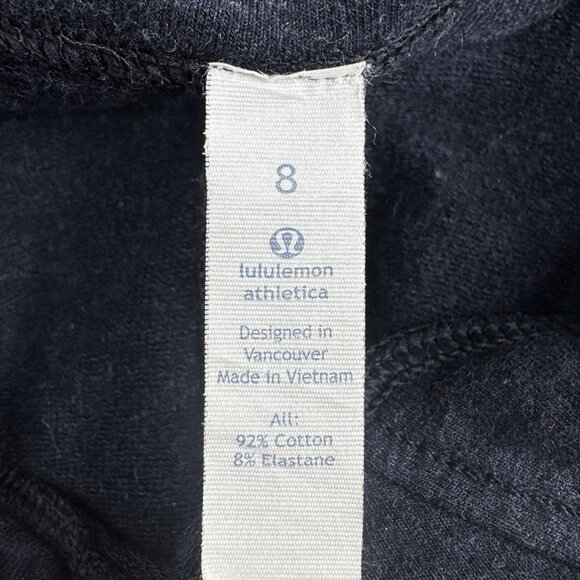 8
lululemon
athletica
Designed in
Vancouver
Made in Vietnam
All:
92% Cotton
8% Elastane